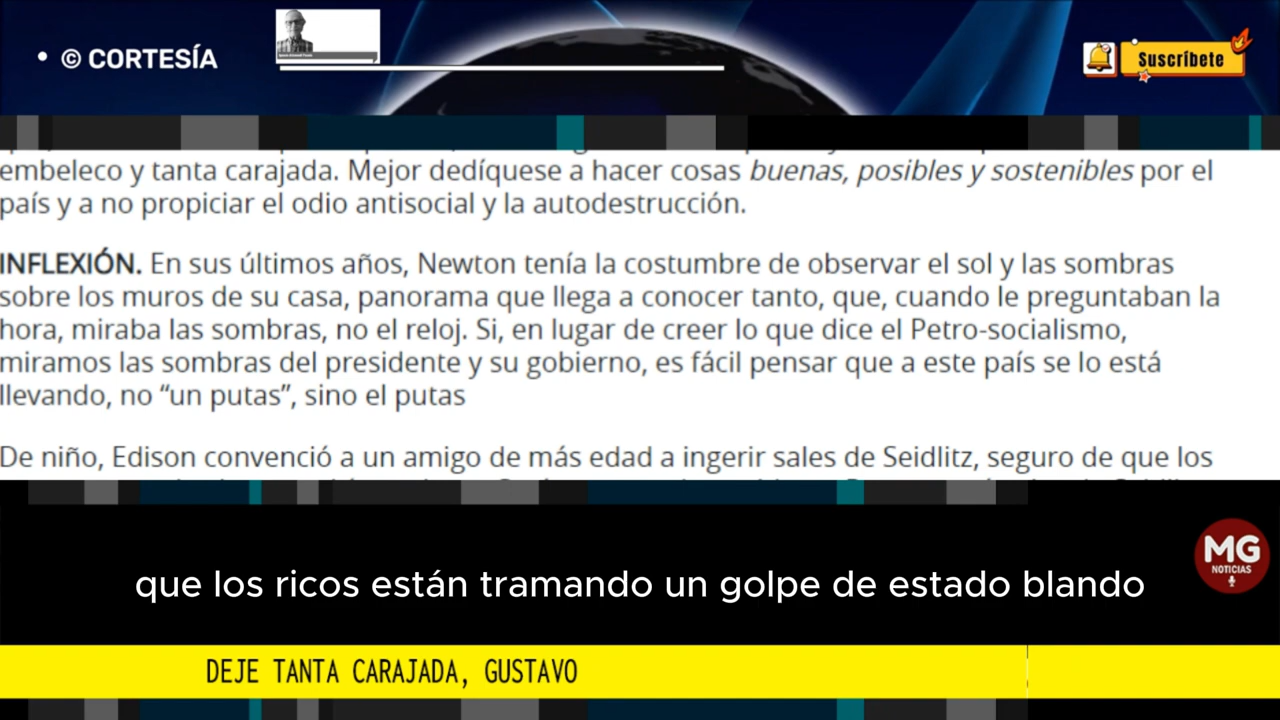 • © CORTESÍA
Suscríbete
embeleco y tanta carajada. Mejor dedíquese a hacer cosas buenas, posibles y sostenibles por el
país y a no propiciar el odio antisocial y la autodestrucción.
INFLEXIÓN. En sus últimos años, Newton tenía la costumbre de observar el sol y las sombras
sobre los muros de su casa, panorama que llega a conocer tanto, que, cuando le preguntaban la
hora, miraba las sombras, no el reloj. Si, en lugar de creer lo que dice el Petro-socialismo,
miramos las sombras del presidente y su gobierno, es fácil pensar que a este país se lo está
llevando, no “un putas”, sino el putas
De niño, Edison convenció a un amigo de más edad a ingerir sales de Seidlitz, seguro de que los
MG
NOTICIAS
que los ricos están tramando un golpe de estado blando
DEJE TANTA CARAJADA, GUSTAVO